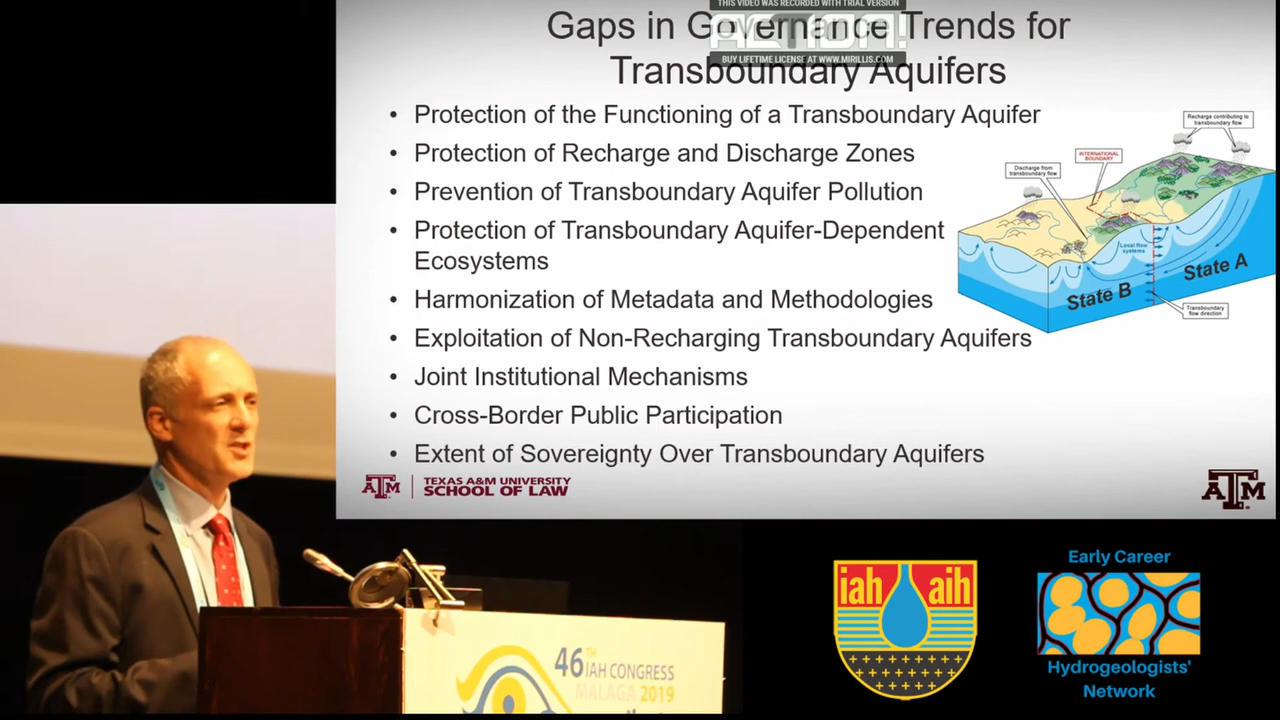 THIS VIDEO WAS RECORDED WITH TRIAL VERSION
ACTION!
BUY LIFETIME LICENSE AT WWW.MIRILLIS.COM
Gaps in Governance Trends for
Transboundary Aquifers
• Protection of the Functioning of a Transboundary Aquifer
• Protection of Recharge and Discharge Zones
• Prevention of Transboundary Aquifer Pollution
• Protection of Transboundary Aquifer-Dependent
Ecosystems
• Harmonization of Metadata and Methodologies
• Exploitation of Non-Recharging Transboundary Aquifers
• Joint Institutional Mechanisms
• Cross-Border Public Participation
• Extent of Sovereignty Over Transboundary Aquifers
Recharge contributing to
transboundary flow
INTERNATIONAL
BOUNDARY
Discharge from
transboundary flow
Local flow
systems
State A
State B
Transboundary
flow direction
ATM
TEXAS A&M UNIVERSITY
SCHOOL OF LAW
ATM
46TH
IAH CONGRESS
MALAGA 2019
iah aih
Early Career
Hydrogeologists'
Network